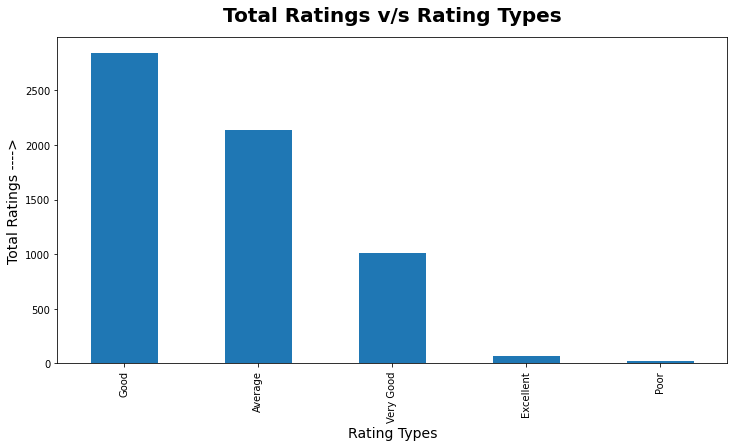 Total Ratings v/s Rating Types
Total Ratings ---->
2500
2000
1500
1000
500
0
Good
Average
Very Good
Excellent
Poor
Rating Types